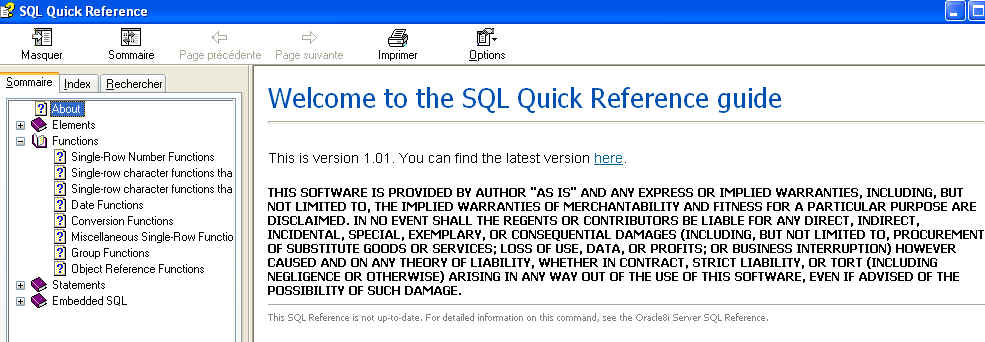 SQL Quick Reference
Masquer
Sommaire
Page précédente
Page suivante
Imprimer
Options
Sommaire
Index
Rechercher
About
Elements
Functions
Single-Row Number Functions
Single-row character functions tha
Single-row character functions tha
Date Functions
Conversion Functions
Miscellaneous Single-Row Functio
Group Functions
Object Reference Functions
Statements
Embedded SQL
Welcome to the SQL Quick Reference guide
This is version 1.01. You can find the latest version here.
THIS SOFTWARE IS PROVIDED BY AUTHOR "AS IS" AND ANY EXPRESS OR IMPLIED WARRANTIES, INCLUDING, BUT
NOT LIMITED TO, THE IMPLIED WARRANTIES OF MERCHANTABILITY AND FITNESS FOR A PARTICULAR PURPOSE ARE
DISCLAIMED. IN NO EVENT SHALL THE REGENTS OR CONTRIBUTORS BE LIABLE FOR ANY DIRECT, INDIRECT,
INCIDENTAL, SPECIAL, EXEMPLARY, OR CONSEQUENTIAL DAMAGES (INCLUDING, BUT NOT LIMITED TO, PROCUREMENT
OF SUBSTITUTE GOODS OR SERVICES; LOSS OF USE, DATA, OR PROFITS; OR BUSINESS INTERRUPTION) HOWEVER
CAUSED AND ON ANY THEORY OF LIABILITY, WHETHER IN CONTRACT, STRICT LIABILITY, OR TORT (INCLUDING
NEGLIGENCE OR OTHERWISE) ARISING IN ANY WAY OUT OF THE USE OF THIS SOFTWARE, EVEN IF ADVISED OF THE
POSSIBILITY OF SUCH DAMAGE.
This SQL Reference is not up-to-date. For detailed information on this command, see the Oracle8i Server SQL Reference.